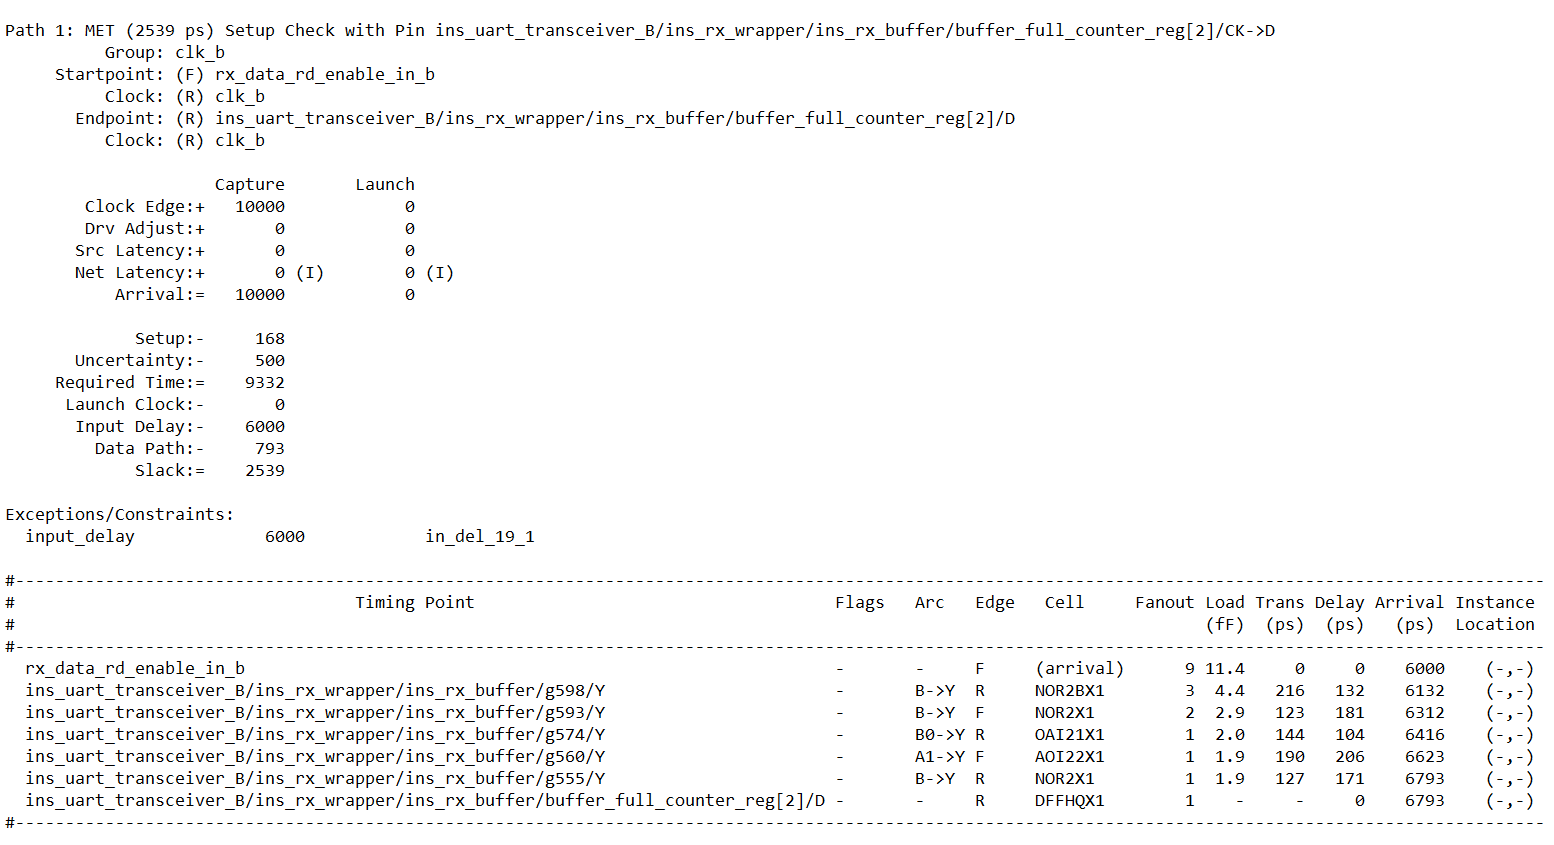 Path 1: MET (2539 ps) Setup Check with Pin ins_uart_transceiver_B/ins_rx_wrapper/ins_rx_buffer/buffer_full_counter_reg[2]/CK->D
          Group: clk_b
     Startpoint: (F) rx_data_rd_enable_in_b
          Clock: (R) clk_b
       Endpoint: (R) ins_uart_transceiver_B/ins_rx_wrapper/ins_rx_buffer/buffer_full_counter_reg[2]/D
          Clock: (R) clk_b

                     Capture       Launch
        Clock Edge:+   10000            0
        Drv Adjust:+       0            0
       Src Latency:+       0            0
       Net Latency:+       0 (I)        0 (I)
           Arrival:=   10000            0

             Setup:-     168
       Uncertainty:-     500
     Required Time:=    9332
      Launch Clock:-       0
       Input Delay:-    6000
         Data Path:-     793
             Slack:=    2539

Exceptions/Constraints:
  input_delay             6000            in_del_19_1

#---------------------------------------------------------------------------------------------------------------------------------------------------------
#                                  Timing Point                                    Flags   Arc   Edge   Cell     Fanout Load Trans Delay Arrival Instance
#                                                                                                                       (fF)  (ps)  (ps)   (ps)  Location
#---------------------------------------------------------------------------------------------------------------------------------------------------------
  rx_data_rd_enable_in_b                                                           -       -     F     (arrival)      9 11.4     0     0    6000    (-,-)
  ins_uart_transceiver_B/ins_rx_wrapper/ins_rx_buffer/g598/Y                       -       B->Y  R     NOR2BX1        3  4.4   216   132    6132    (-,-)
  ins_uart_transceiver_B/ins_rx_wrapper/ins_rx_buffer/g593/Y                       -       B->Y  F     NOR2X1         2  2.9   123   181    6312    (-,-)
  ins_uart_transceiver_B/ins_rx_wrapper/ins_rx_buffer/g574/Y                       -       B0->Y R     OAI21X1        1  2.0   144   104    6416    (-,-)
  ins_uart_transceiver_B/ins_rx_wrapper/ins_rx_buffer/g560/Y                       -       A1->Y F     AOI22X1        1  1.9   190   206    6623    (-,-)
  ins_uart_transceiver_B/ins_rx_wrapper/ins_rx_buffer/g555/Y                       -       B->Y  R     NOR2X1         1  1.9   127   171    6793    (-,-)
  ins_uart_transceiver_B/ins_rx_wrapper/ins_rx_buffer/buffer_full_counter_reg[2]/D -       -     R     DFFHQX1        1    -     -     0    6793    (-,-)
#---------------------------------------------------------------------------------------------------------------------------------------------------------